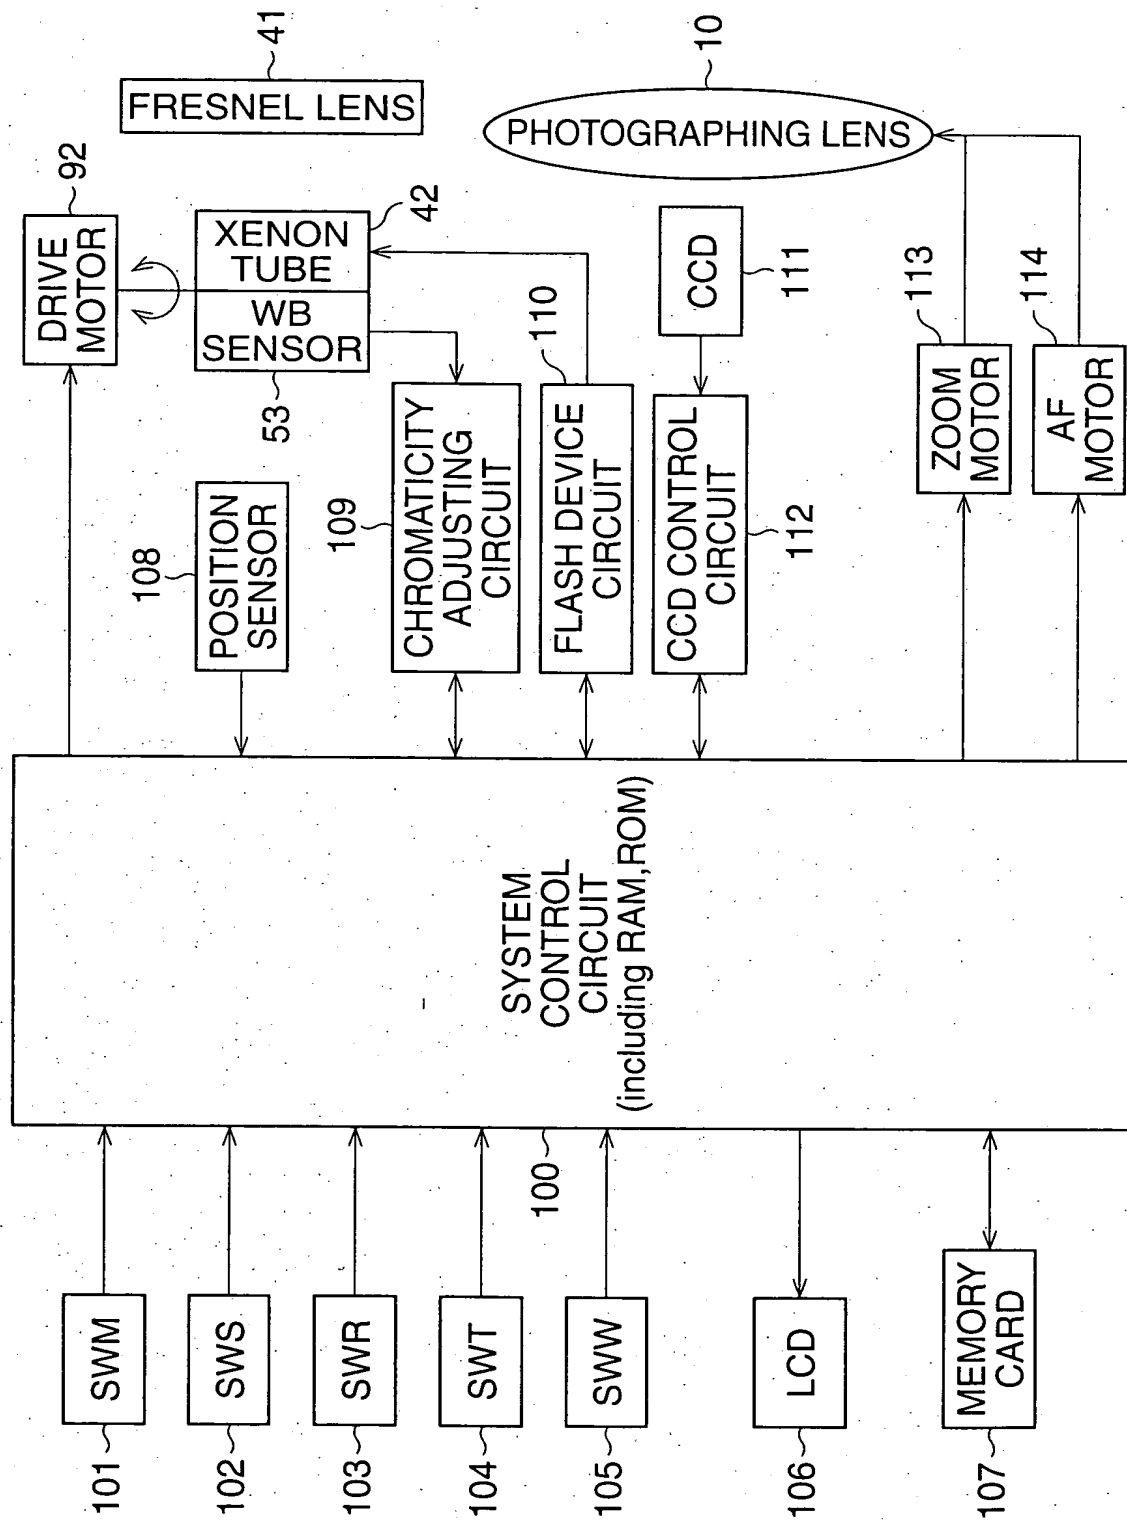 101
SWM
102
SWS
103
SWR
104
SWT
105
SWW
106
LCD
107
MEMORY
CARD
100
SYSTEM
CONTROL
CIRCUIT
(including RAM,ROM)
DRIVE
MOTOR
92
108
POSITION
SENSOR
WB
SENSOR
53
XENON
TUBE
42
FRESNEL LENS
41
109
CHROMATICITY
ADJUSTING
CIRCUIT
FLASH DEVICE
CIRCUIT
110
CCD CONTROL
CIRCUIT
112
CCD
111
PHOTOGRAPHING LENS
10
ZOOM
MOTOR
113
AF
MOTOR
114